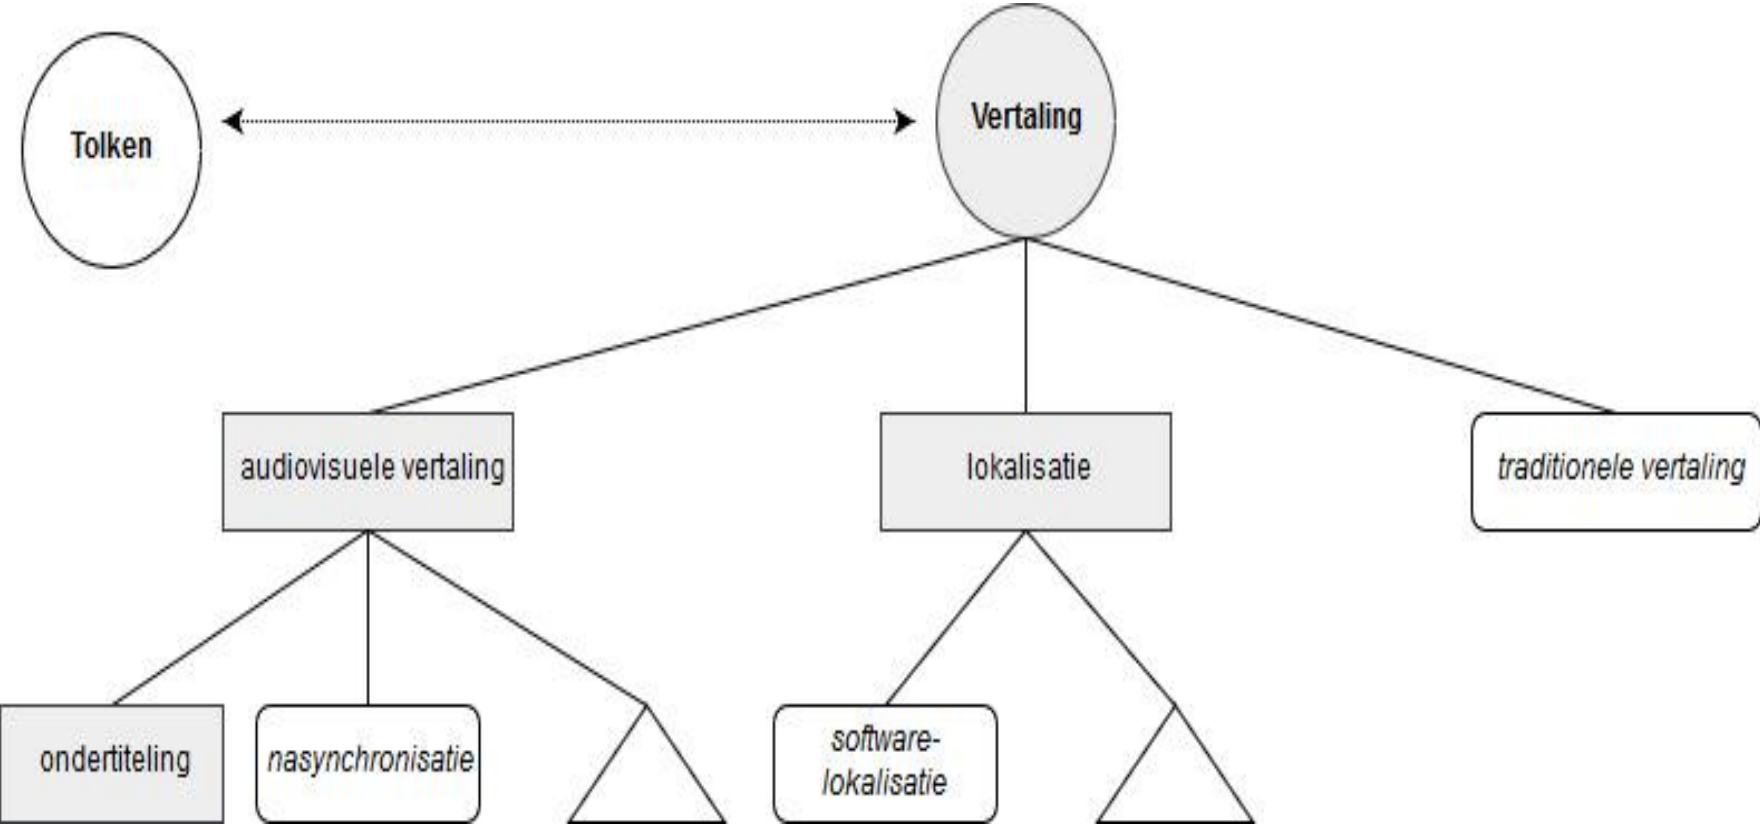 Tolken
Vertaling
audiovisuele vertaling
lokalisatie
traditionele vertaling
ondertiteling
nasynchronisatie
software-
lokalisatie